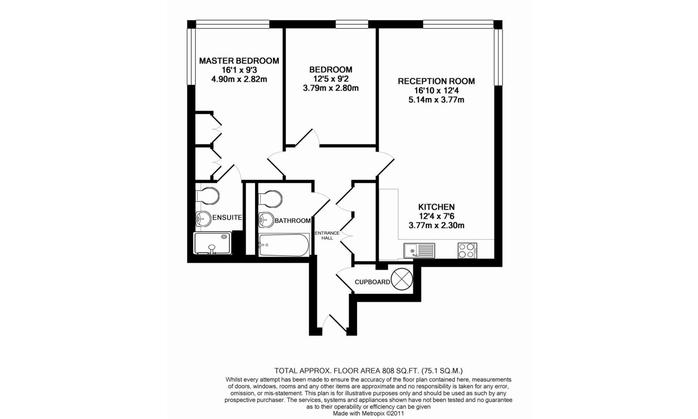 MASTER BEDROOM
16'1 x 9'3
4.90m x 2.82m
BEDROOM
12'5 x 9'2
3.79m x 2.80m
RECEPTION ROOM
16'10 x 12'4
5.14m x 3.77m
KITCHEN
12'4 x 7'6
3.77m x 2.30m
ENSUITE
BATHROOM
ENTRANCE
HALL
CUPBOARD
TOTAL APPROX. FLOOR AREA 808 SQ.FT. (75.1 SQ.M.)
Whilst every attempt has been made to ensure the accuracy of the floor plan contained here, measurements
of doors, windows, rooms and any other items are approximate and no responsibility is taken for any error,
omission, or mis-statement. This plan is for illustrative purposes only and should be used as such by any
prospective purchaser. The services, systems and appliances shown have not been tested and no guarantee
as to their operability or efficiency can be given
Made with Metropix ©2011